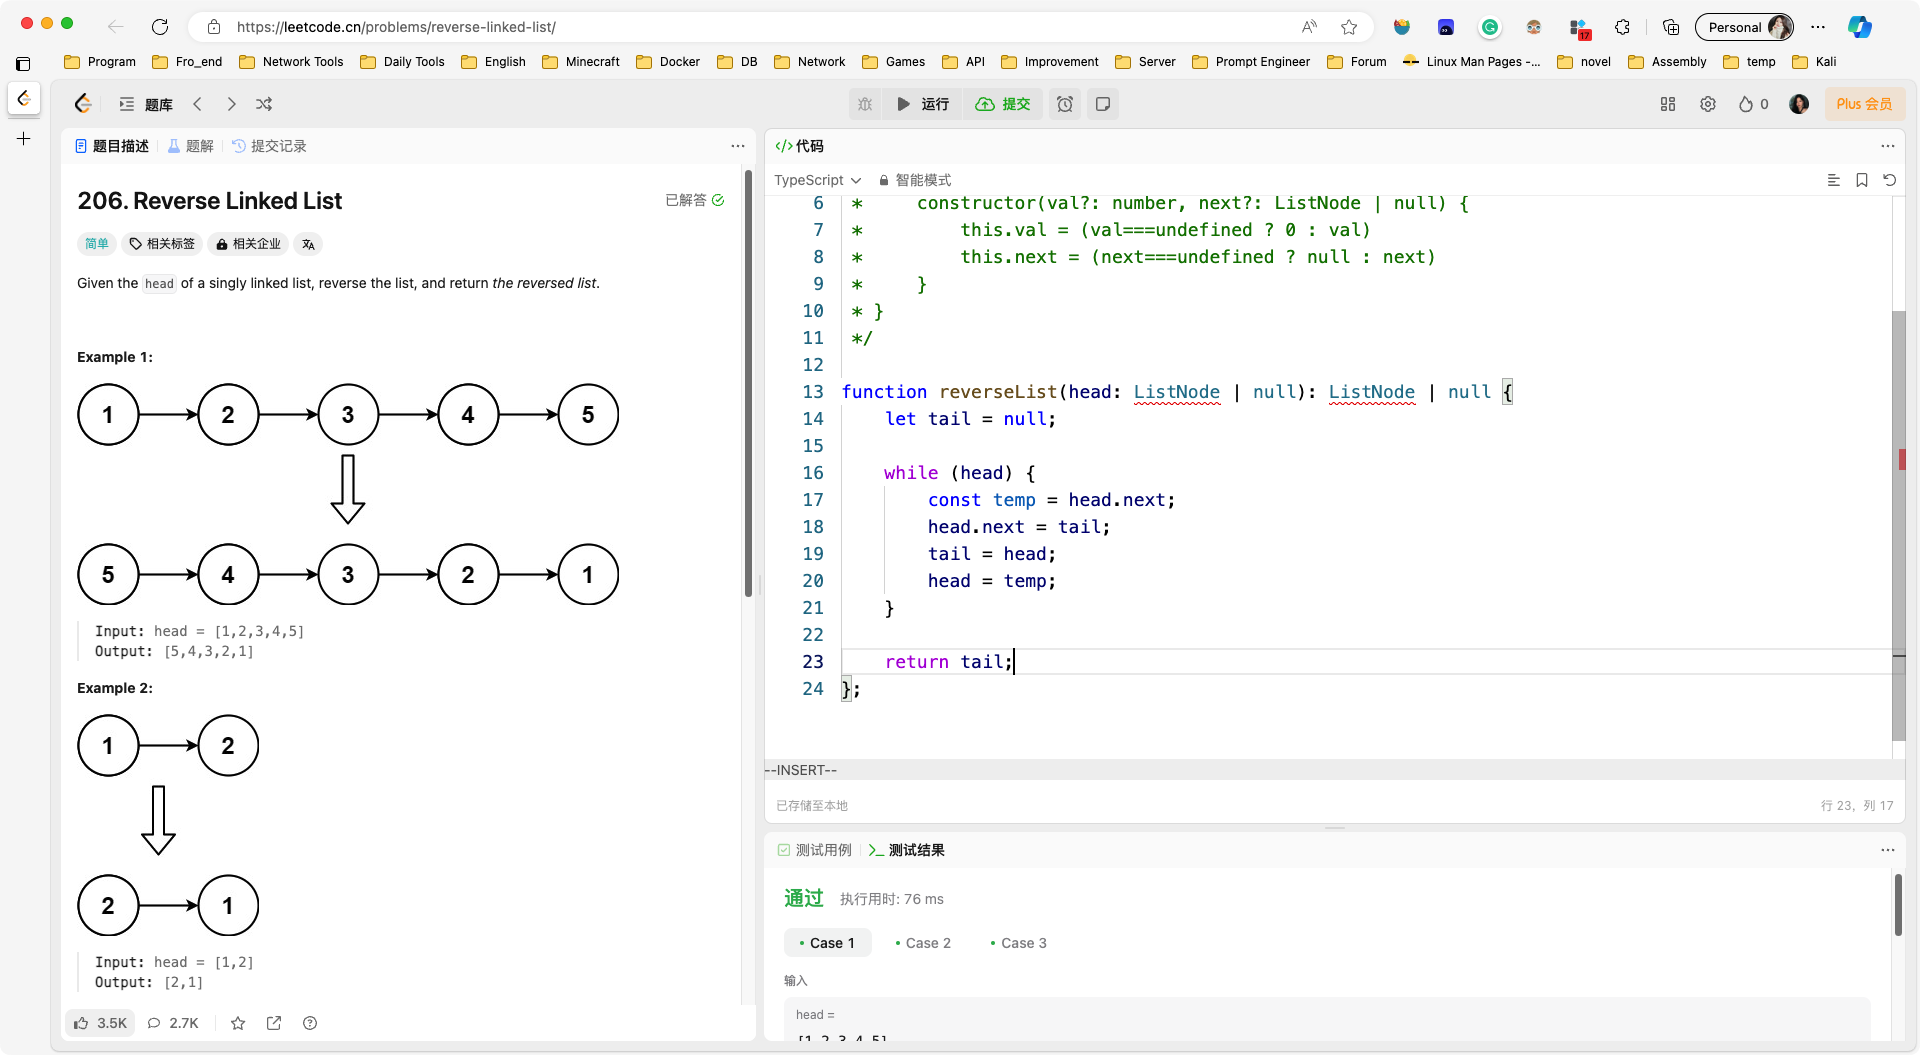 https://leetcode.cn/problems/reverse-linked-list/
17
Personal
Program
Fro_end
Network Tools
Daily Tools
English
Minecraft
Docker
DB
Network
Games
API
Improvement
Server
Prompt Engineer
Forum
Linux Man Pages -...
novel
Assembly
temp
Kali
题库
运行
提交
0
Plus 会员
题目描述
题解
提交记录
206. Reverse Linked List
已解答
简单
相关标签
相关企业
Given the head of a singly linked list, reverse the list, and return the reversed list.
Example 1:
1 2 3 4 5
5 4 3 2 1
Input: head = [1,2,3,4,5]
Output: [5,4,3,2,1]
Example 2:
1 2
2 1
Input: head = [1,2]
Output: [2,1]
3.5K
2.7K
</> 代码
TypeScript
智能模式
6 *     constructor(val?: number, next?: ListNode | null) {
7 *         this.val = (val===undefined ? 0 : val)
8 *         this.next = (next===undefined ? null : next)
9 *     }
10 * }
11 */
12
13 function reverseList(head: ListNode | null): ListNode | null {
14     let tail = null;
15
16     while (head) {
17         const temp = head.next;
18         head.next = tail;
19         tail = head;
20         head = temp;
21     }
22
23     return tail;
24 };
--INSERT--
已存储至本地
行 23, 列 17
测试用例
测试结果
通过
执行用时: 76 ms
• Case 1
• Case 2
• Case 3
输入
head =
[1,2,3,4,5]